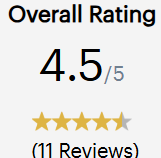 Overall Rating
4.5/5
(11 Reviews)